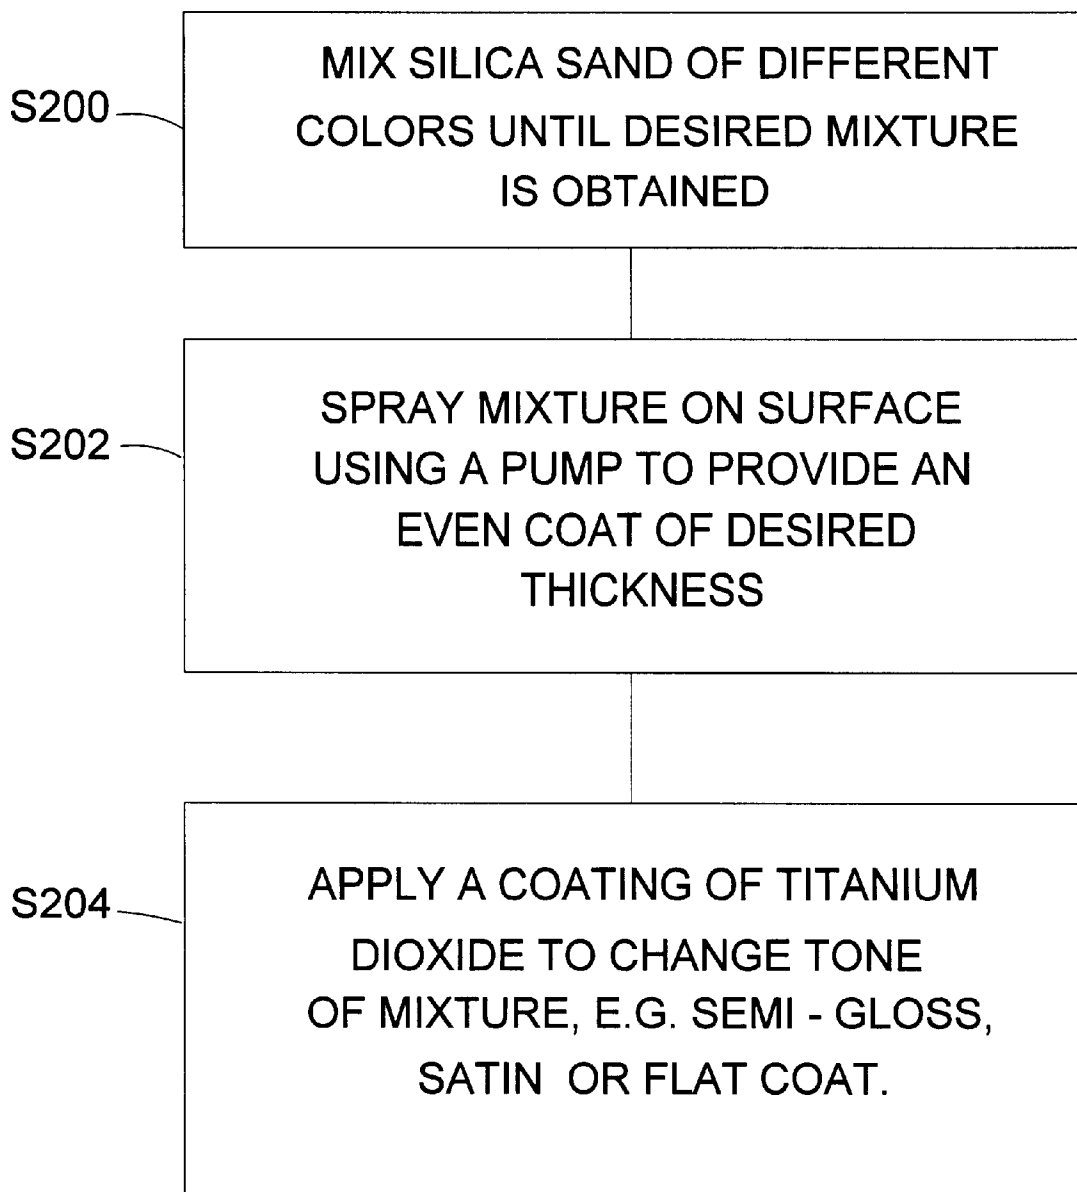 S200
MIX SILICA SAND OF DIFFERENT
COLORS UNTIL DESIRED MIXTURE
IS OBTAINED
S202
SPRAY MIXTURE ON SURFACE
USING A PUMP TO PROVIDE AN
EVEN COAT OF DESIRED
THICKNESS
S204
APPLY A COATING OF TITANIUM
DIOXIDE TO CHANGE TONE
OF MIXTURE, E.G. SEMI - GLOSS,
SATIN OR FLAT COAT.